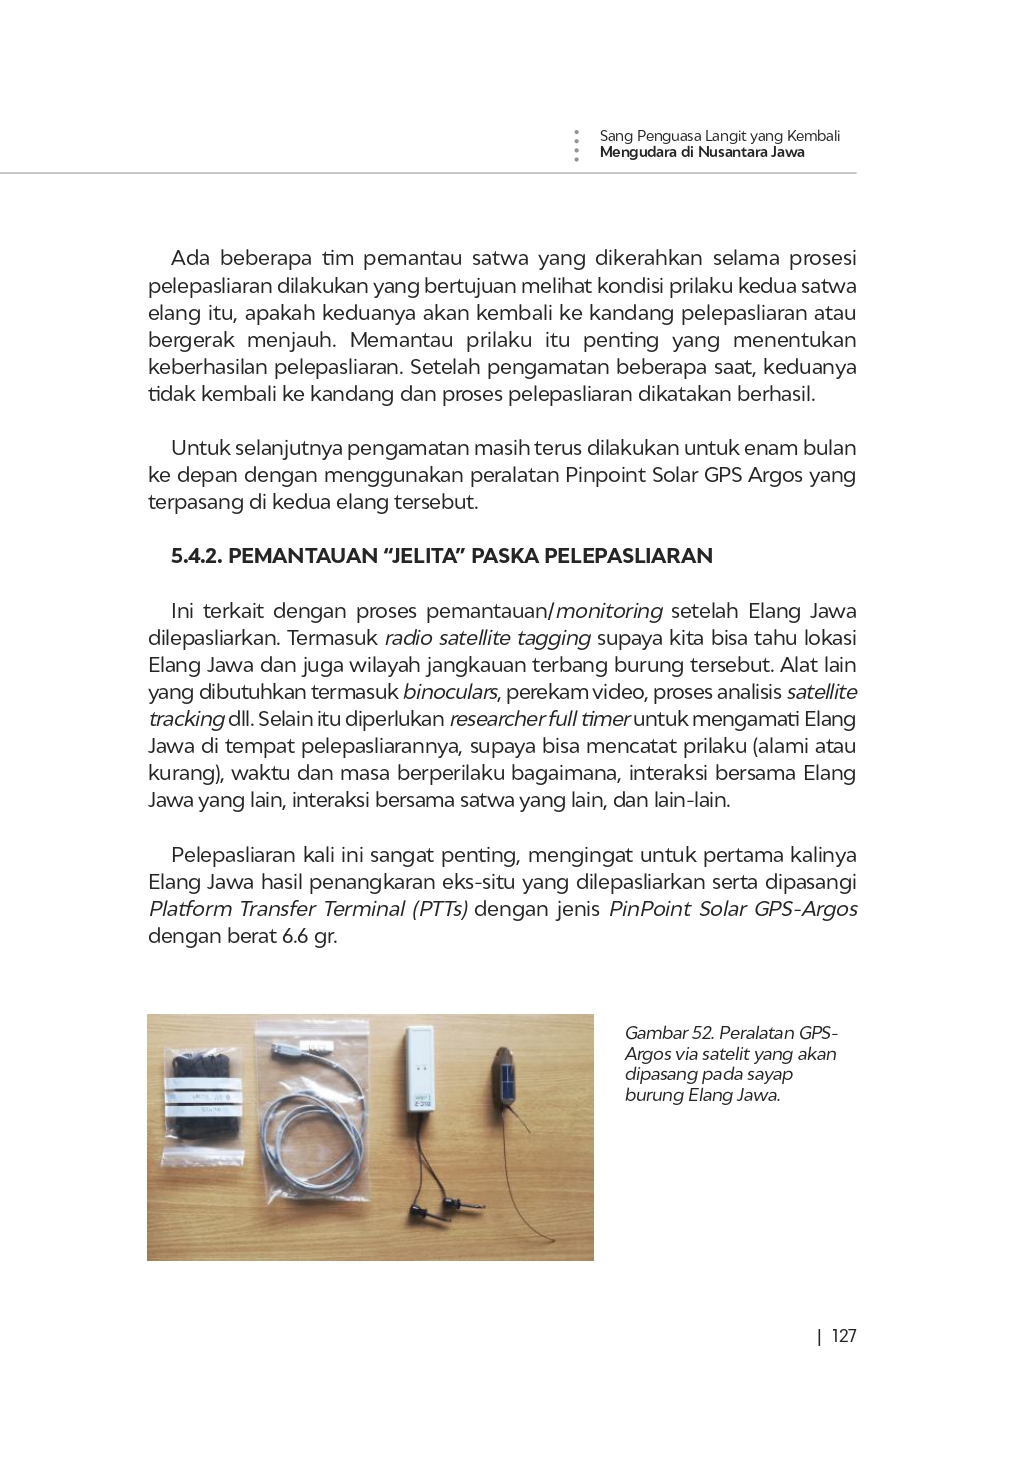 Sang Penguasa Langit yang Kembali
Mengudara di Nusantara Jawa
Ada beberapa tim pemantau satwa yang dikerahkan selama prosesi
pelepasliaran dilakukan yang bertujuan melihat kondisi prilaku kedua satwa
elang itu, apakah keduanya akan kembali ke kandang pelepasliaran atau
bergerak menjauh. Memantau prilaku itu penting yang menentukan
keberhasilan pelepasliaran. Setelah pengamatan beberapa saat, keduanya
tidak kembali ke kandang dan proses pelepasliaran dikatakan berhasil.
Untuk selanjutnya pengamatan masih terus dilakukan untuk enam bulan
ke depan dengan menggunakan peralatan Pinpoint Solar GPS Argos yang
terpasang di kedua elang tersebut.
5.4.2. PEMANTAUAN “JELITA” PASKA PELEPASLIARAN
Ini terkait dengan proses pemantauan/monitoring setelah Elang Jawa
dilepasliarkan. Termasuk radio satellite tagging supaya kita bisa tahu lokasi
Elang Jawa dan juga wilayah jangkauan terbang burung tersebut. Alat lain
yang dibutuhkan termasuk binoculars, perekam video, proses analisis satellite
tracking dll. Selain itu diperlukan researcher full timer untuk mengamati Elang
Jawa di tempat pelepasliarannya, supaya bisa mencatat prilaku (alami atau
kurang), waktu dan masa berperilaku bagaimana, interaksi bersama Elang
Jawa yang lain, interaksi bersama satwa yang lain, dan lain-lain.
Pelepasliaran kali ini sangat penting, mengingat untuk pertama kalinya
Elang Jawa hasil penangkaran eks-situ yang dilepasliarkan serta dipasangi
Platform Transfer Terminal (PTTs) dengan jenis PinPoint Solar GPS-Argos
dengan berat 6.6 gr.
Gambar 52. Peralatan GPS-
Argos via satelit yang akan
dipasang pada sayap
burung Elang Jawa.
| 127